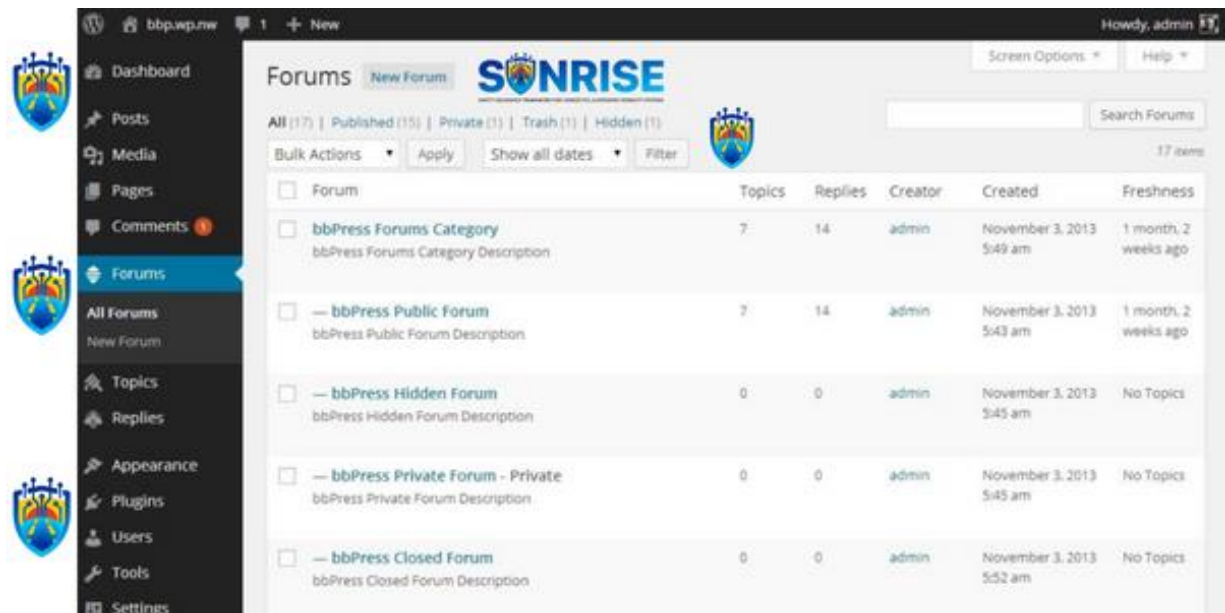 bbp.wp.nw 1 + New Howdy, admin
Dashboard
Posts
Media
Pages
Comments 1
Forums
All Forums
New Forum
Topics
Replies
Appearance
Plugins
Users
Tools
Settings
Screen Options Help
Forums New Forum SONRISE
All (17) | Published (15) | Private (1) | Trash (1) | Hidden (1)
Search Forums
Bulk Actions Apply Show all dates Filter 17 items
Forum Topics Replies Creator Created Freshness
bbPress Forums Category 7 14 admin November 3, 2013 1 month, 2
bbPress Forums Category Description 5:49 am weeks ago
— bbPress Public Forum 7 14 admin November 3, 2013 1 month, 2
bbPress Public Forum Description 5:43 am weeks ago
— bbPress Hidden Forum 0 0 admin November 3, 2013 No Topics
bbPress Hidden Forum Description 5:45 am
— bbPress Private Forum - Private 0 0 admin November 3, 2013 No Topics
bbPress Private Forum Description 5:45 am
— bbPress Closed Forum 0 0 admin November 3, 2013 No Topics
bbPress Closed Forum Description 5:52 am